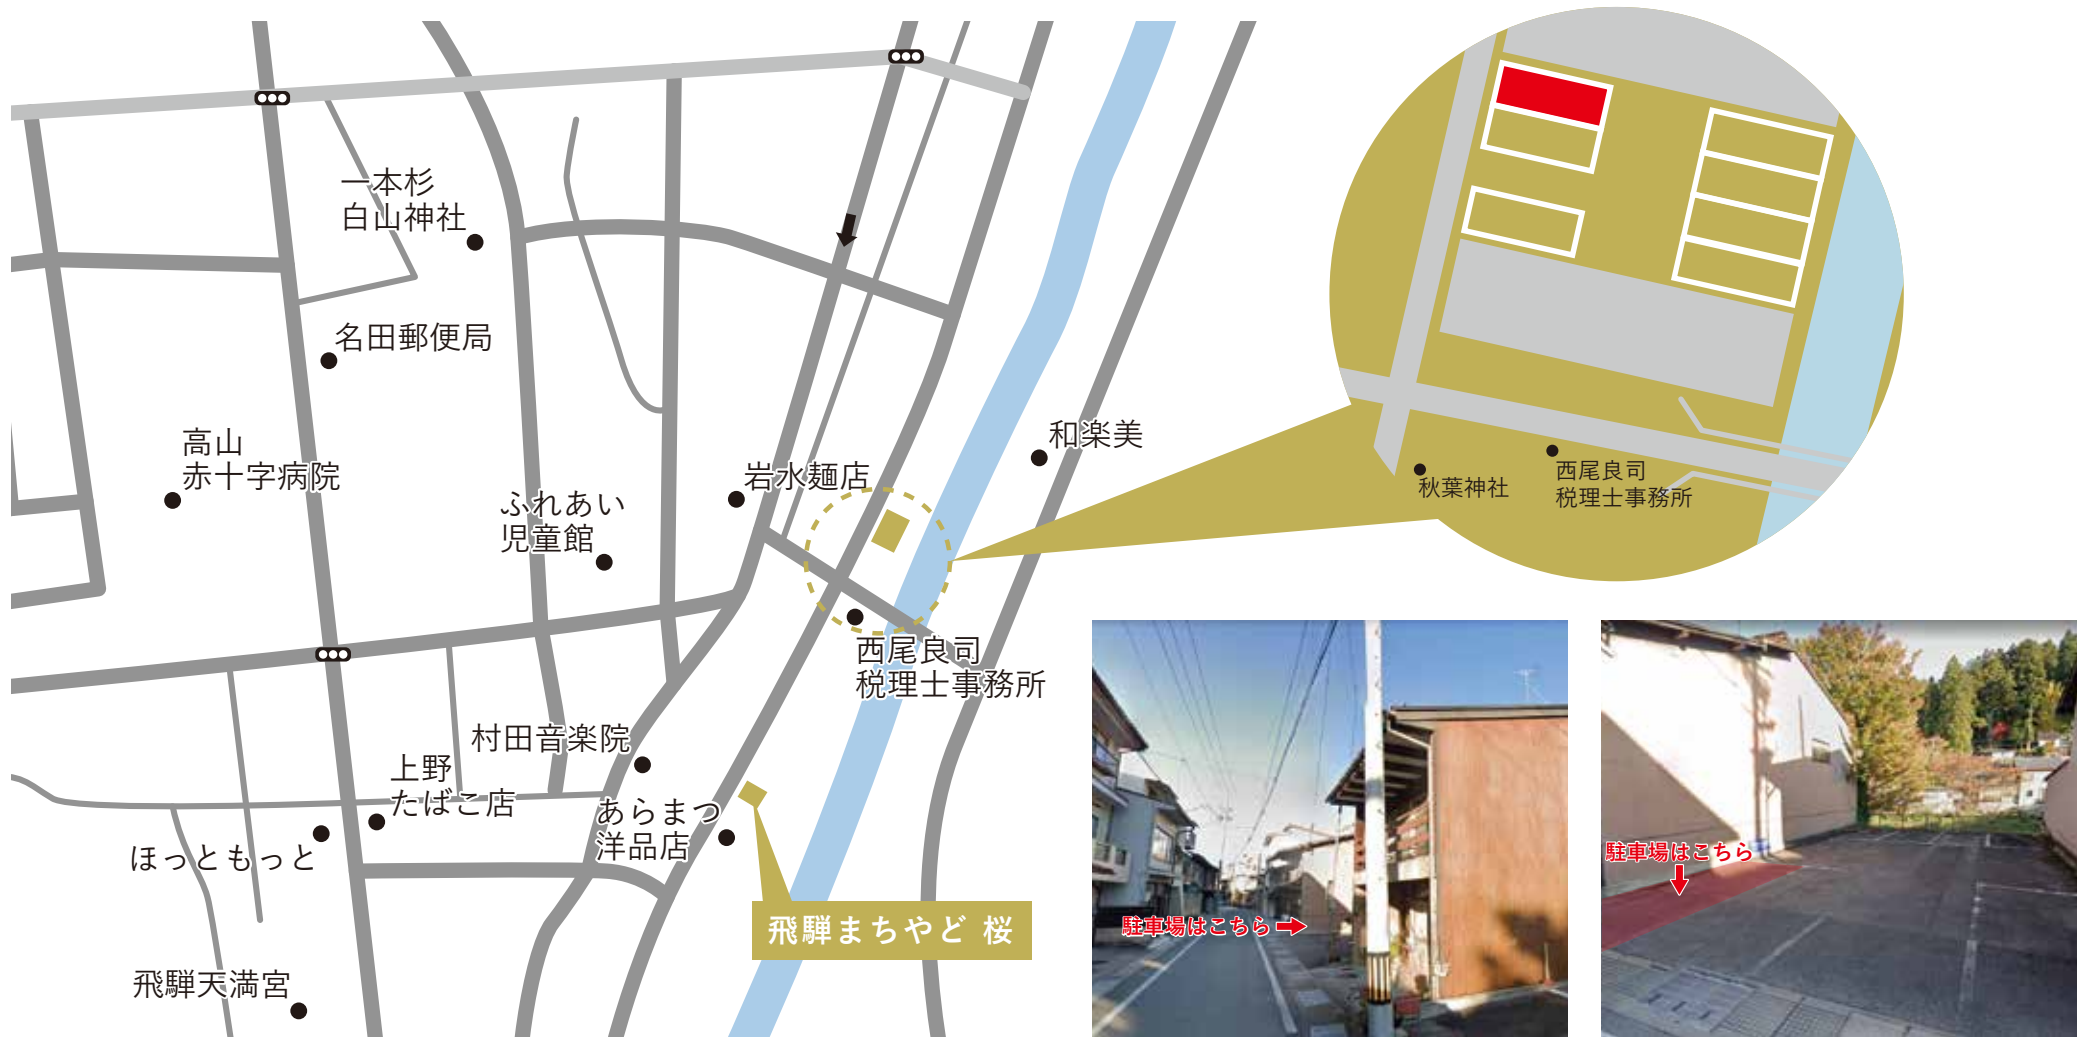 一本杉
白山神社
名田郵便局
高山
赤十字病院
ふれあい
児童館
岩水麺店
和楽美
西尾良司
税理士事務所
村田音楽院
上野
たばこ店
あらまつ
洋品店
ほっともっと
飛騨まちやど 桜
飛騨天満宮
秋葉神社
西尾良司
税理士事務所
駐車場はこちら
駐車場はこちら